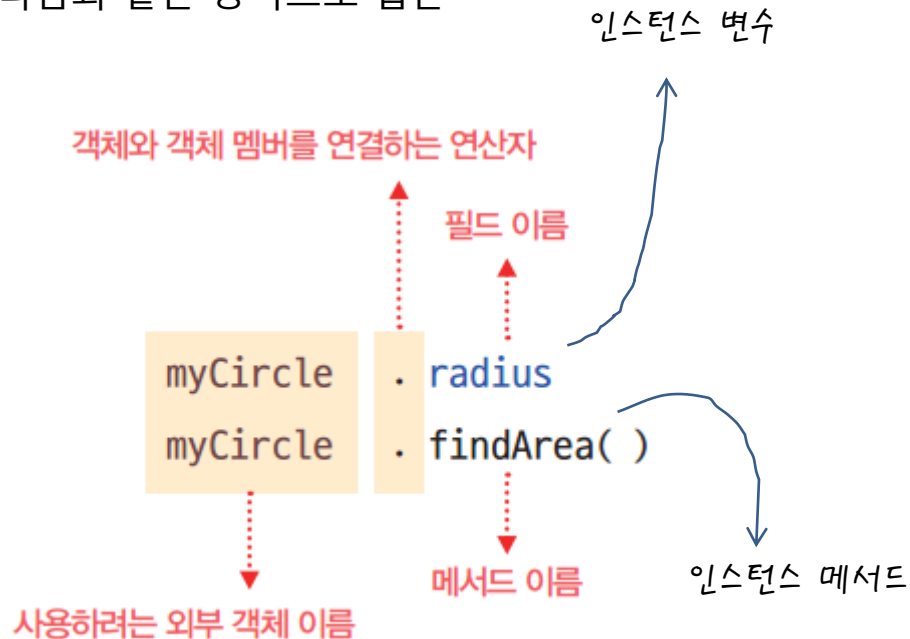 인스턴스 변수
객체와 객체 멤버를 연결하는 연산자
필드 이름
myCircle . radius
myCircle . findArea( )
메서드 이름
인스턴스 메서드
사용하려는 외부 객체 이름